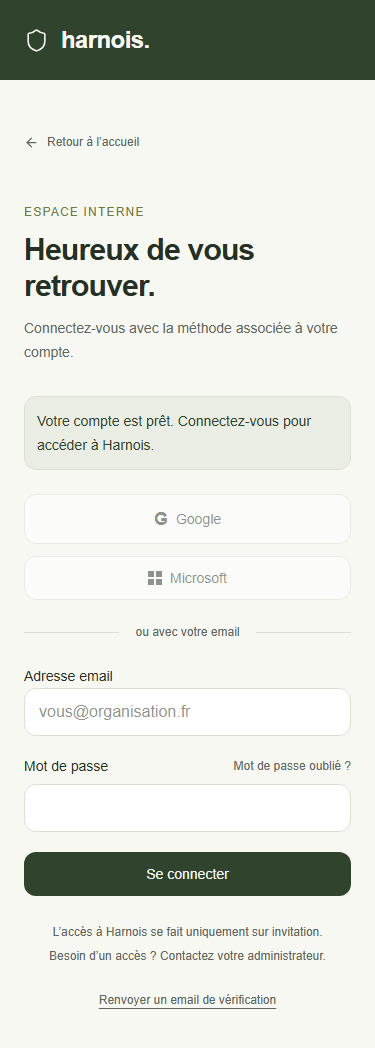 harnois.
Retour à l’accueil
ESPACE INTERNE
Heureux de vous
retrouver.
Connectez-vous avec la méthode associée à votre
compte.
Votre compte est prêt. Connectez-vous pour
accéder à Harnois.
G Google
Microsoft
ou avec votre email
Adresse email
vous@organisation.fr
Mot de passe Mot de passe oublié ?
Se connecter
L’accès à Harnois se fait uniquement sur invitation.
Besoin d’un accès ? Contactez votre administrateur.
Renvoyer un email de vérification